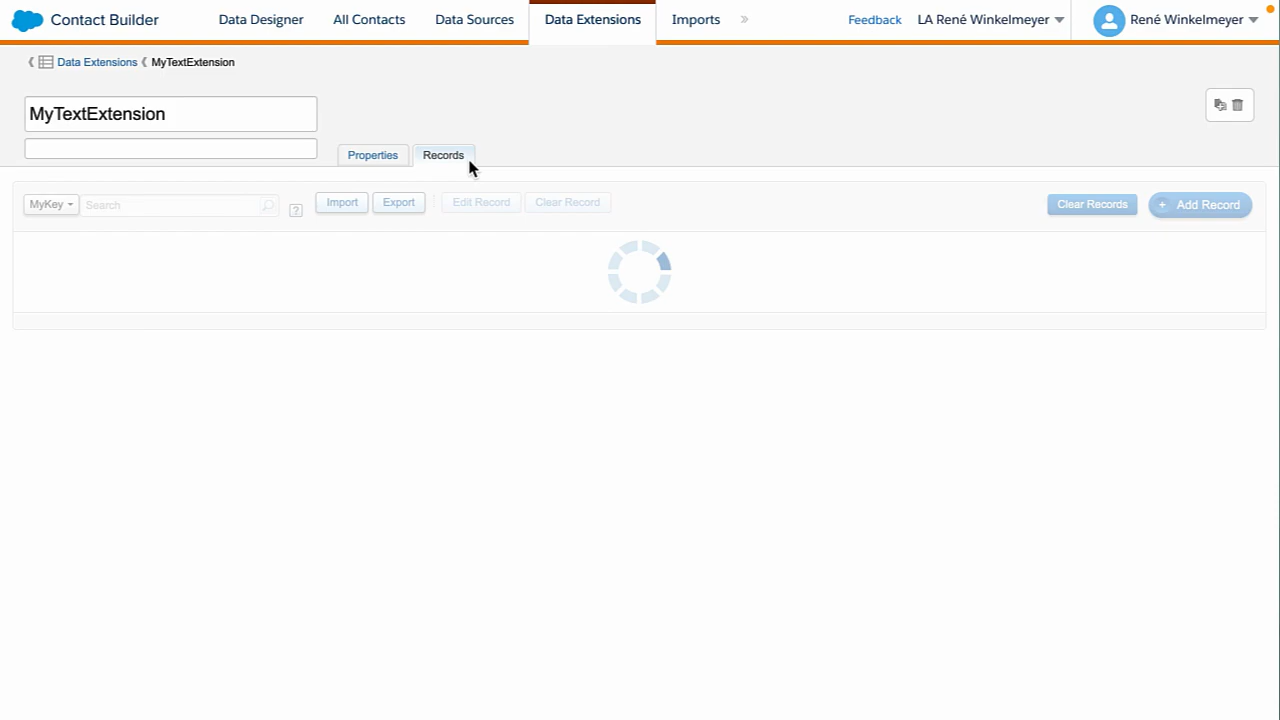 Contact Builder Data Designer All Contacts Data Sources Data Extensions Imports » Feedback LA René Winkelmeyer René Winkelmeyer
Data Extensions MyTextExtension
MyTextExtension
Properties Records
MyKey Search ? Import Export Edit Record Clear Record Clear Records + Add Record